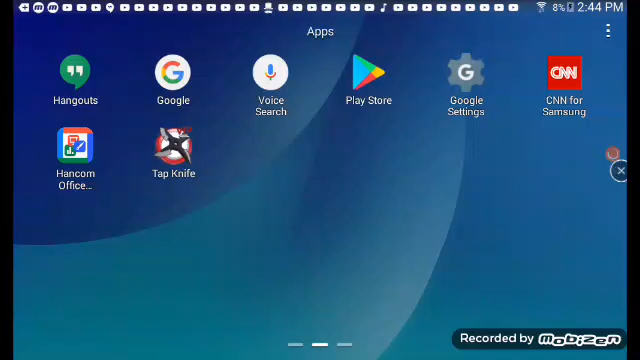 8% 2:44 PM
Apps
Hangouts
Google
Voice
Search
Play Store
Google
Settings
CNN for
Samsung
CNN
Hancom
Office...
Tap Knife
Recorded by Mobizen